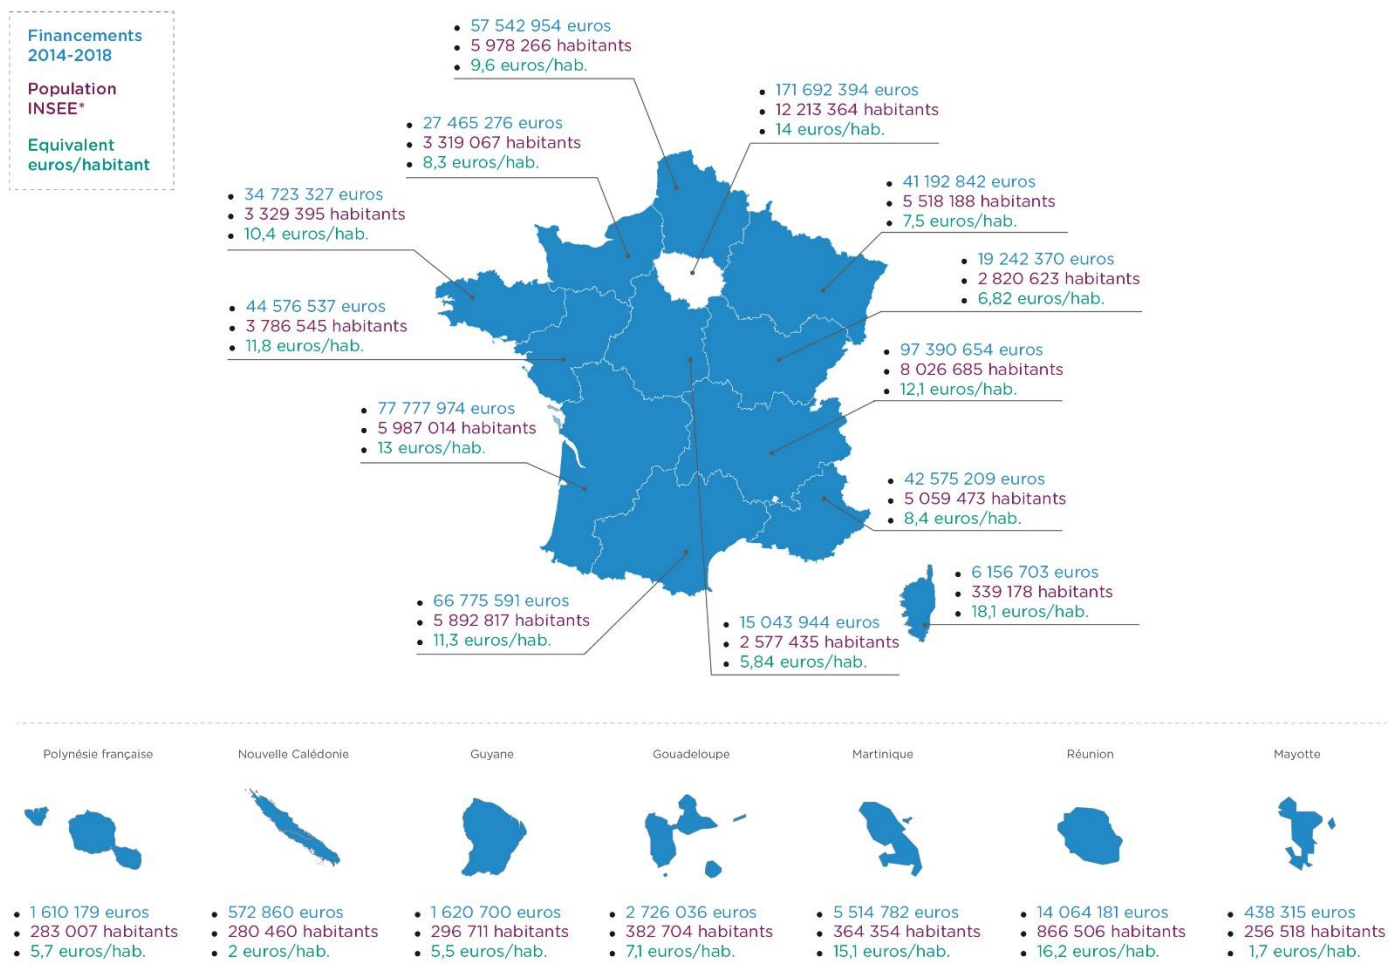 Financements
2014-2018
Population
INSEE*
Equivalent
euros/habitant
57 542 954 euros
5 978 266 habitants
9,6 euros/hab.
171 692 394 euros
12 213 364 habitants
14 euros/hab.
27 465 276 euros
3 319 067 habitants
8,3 euros/hab.
41 192 842 euros
5 518 188 habitants
7,5 euros/hab.
34 723 327 euros
3 329 395 habitants
10,4 euros/hab.
19 242 370 euros
2 820 623 habitants
6,82 euros/hab.
44 576 537 euros
3 786 545 habitants
11,8 euros/hab.
97 390 654 euros
8 026 685 habitants
12,1 euros/hab.
77 777 974 euros
5 987 014 habitants
13 euros/hab.
42 575 209 euros
5 059 473 habitants
8,4 euros/hab.
6 156 703 euros
339 178 habitants
18,1 euros/hab.
66 775 591 euros
5 892 817 habitants
11,3 euros/hab.
15 043 944 euros
2 577 435 habitants
5,84 euros/hab.
Polynésie française
1 610 179 euros
283 007 habitants
5,7 euros/hab.
Nouvelle Calédonie
572 860 euros
280 460 habitants
2 euros/hab.
Guyane
1 620 700 euros
296 711 habitants
5,5 euros/hab.
Gouadeloupe
2 726 036 euros
382 704 habitants
7,1 euros/hab.
Martinique
5 514 782 euros
364 354 habitants
15,1 euros/hab.
Réunion
14 064 181 euros
866 506 habitants
16,2 euros/hab.
Mayotte
438 315 euros
256 518 habitants
1,7 euros/hab.